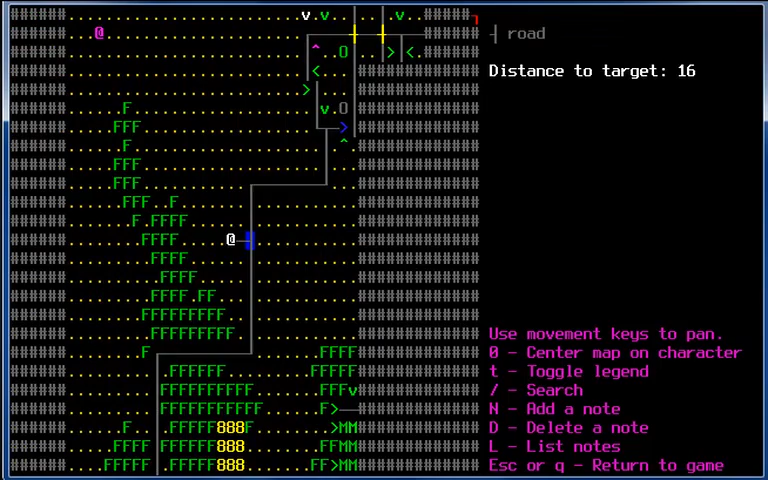 road
Distance to target: 16
Use movement keys to pan.
0 - Center map on character
t - Toggle legend
/ - Search
N - Add a note
D - Delete a note
L - List notes
Esc or q - Return to game